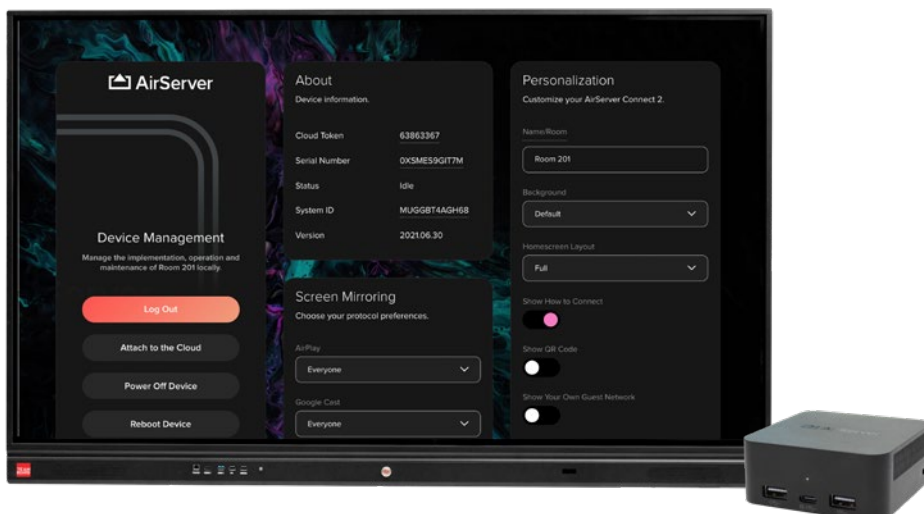 AirServer
Device Management
Manage the implementation, operation and
maintenance of Room 201 locally.
Log Out
Attach to the Cloud
Power Off Device
Reboot Device
About
Device information.
Cloud Token 63863367
Serial Number 0XSMES9GIT7M
Status Idle
System ID MUGGBT4AGH68
Version 2021.06.30
Screen Mirroring
Choose your protocol preferences.
AirPlay
Everyone
Google Cast
Everyone
Personalization
Customize your AirServer Connect 2.
Name/Room
Room 201
Background
Default
Homescreen Layout
Full
Show How to Connect
Show QR Code
Show Your Own Guest Network